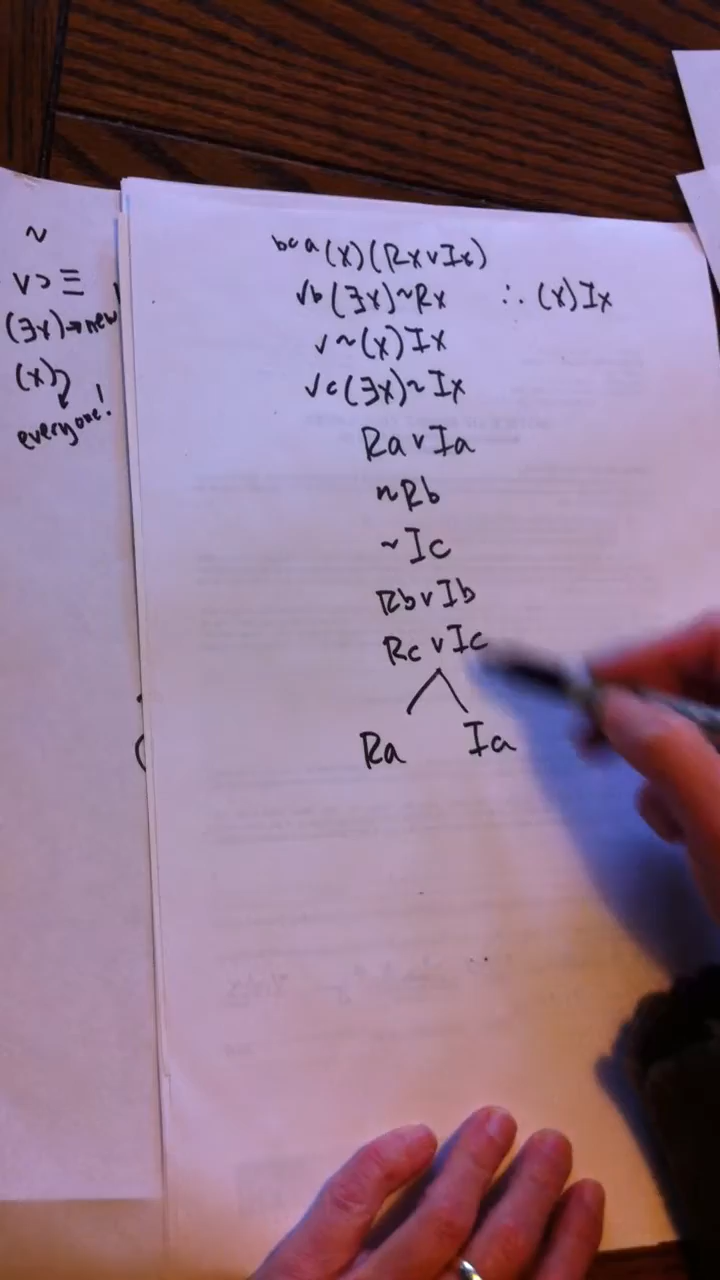 ~
v ⊃ ≡
(∃x)→new
(x)
everyone!
bca(x)(Rx v Ix)
√b(∃x)~Rx ∴ (x)Ix
√~(x)Ix
√c(∃x)~Ix
Ra v Ia
~Rb
~Ic
Rb v Ib
Rc v Ic
Ra Ia